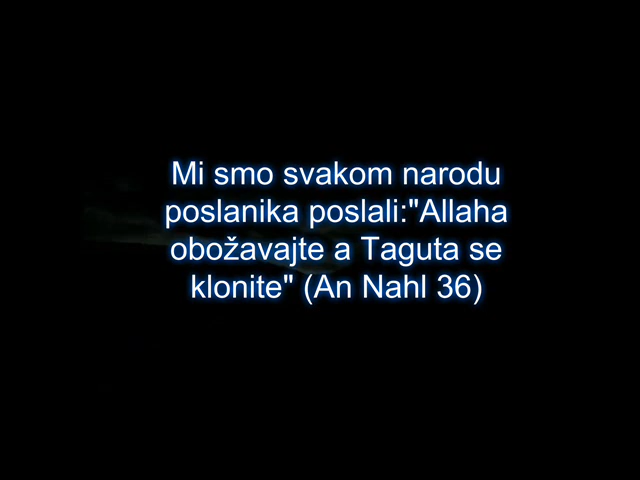 Mi smo svakom narodu
poslanika poslali:"Allaha
obožavajte a Taguta se
klonite" (An Nahl 36)